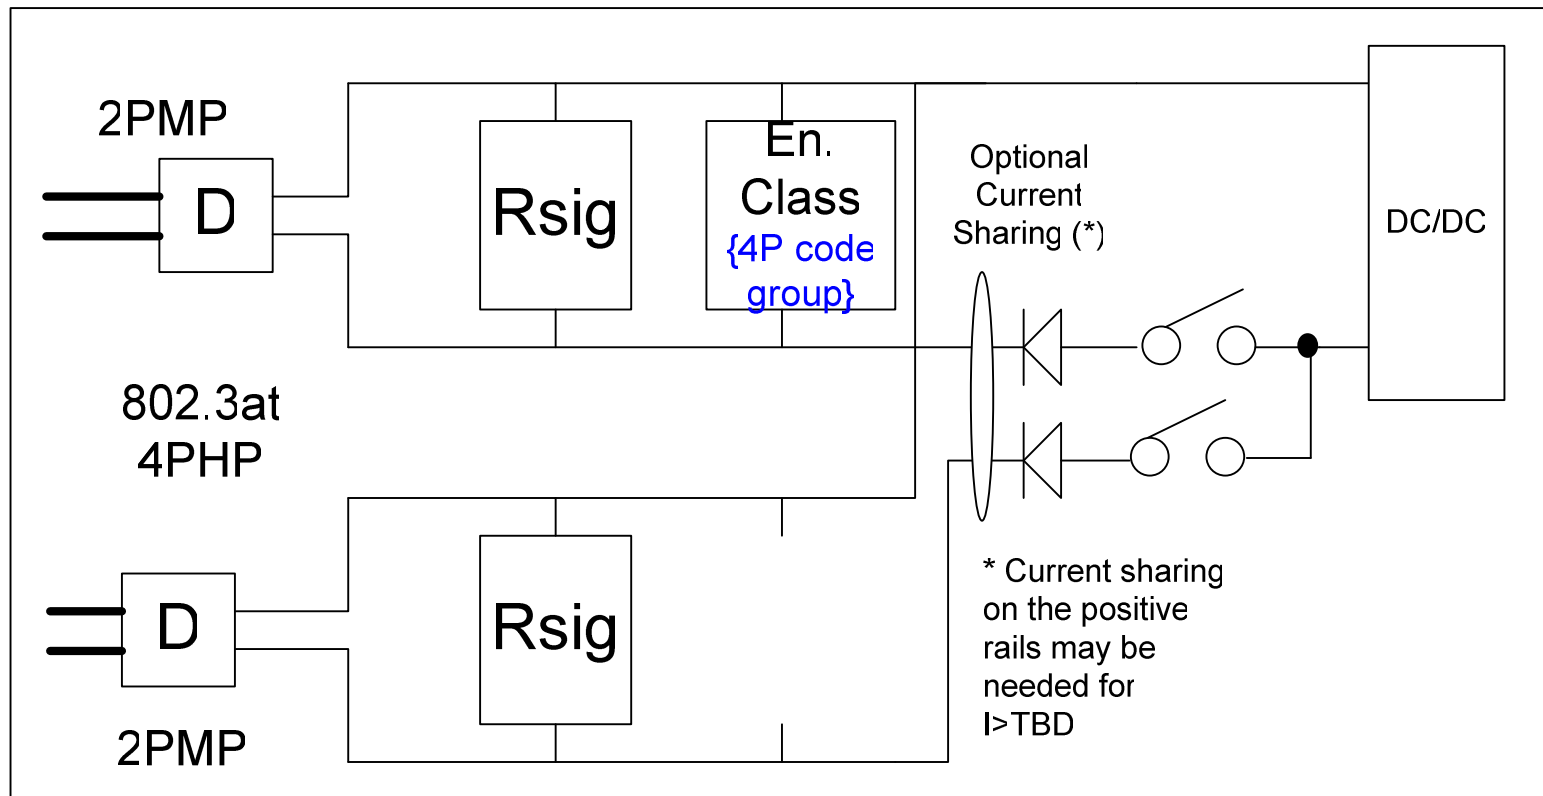 2PMP
D
Rsig
En.
Class
{4P code
group}
Optional
Current
Sharing (*)
DC/DC
802.3at
4PHP
D
2PMP
Rsig
* Current sharing
on the positive
rails may be
needed for
I>TBD